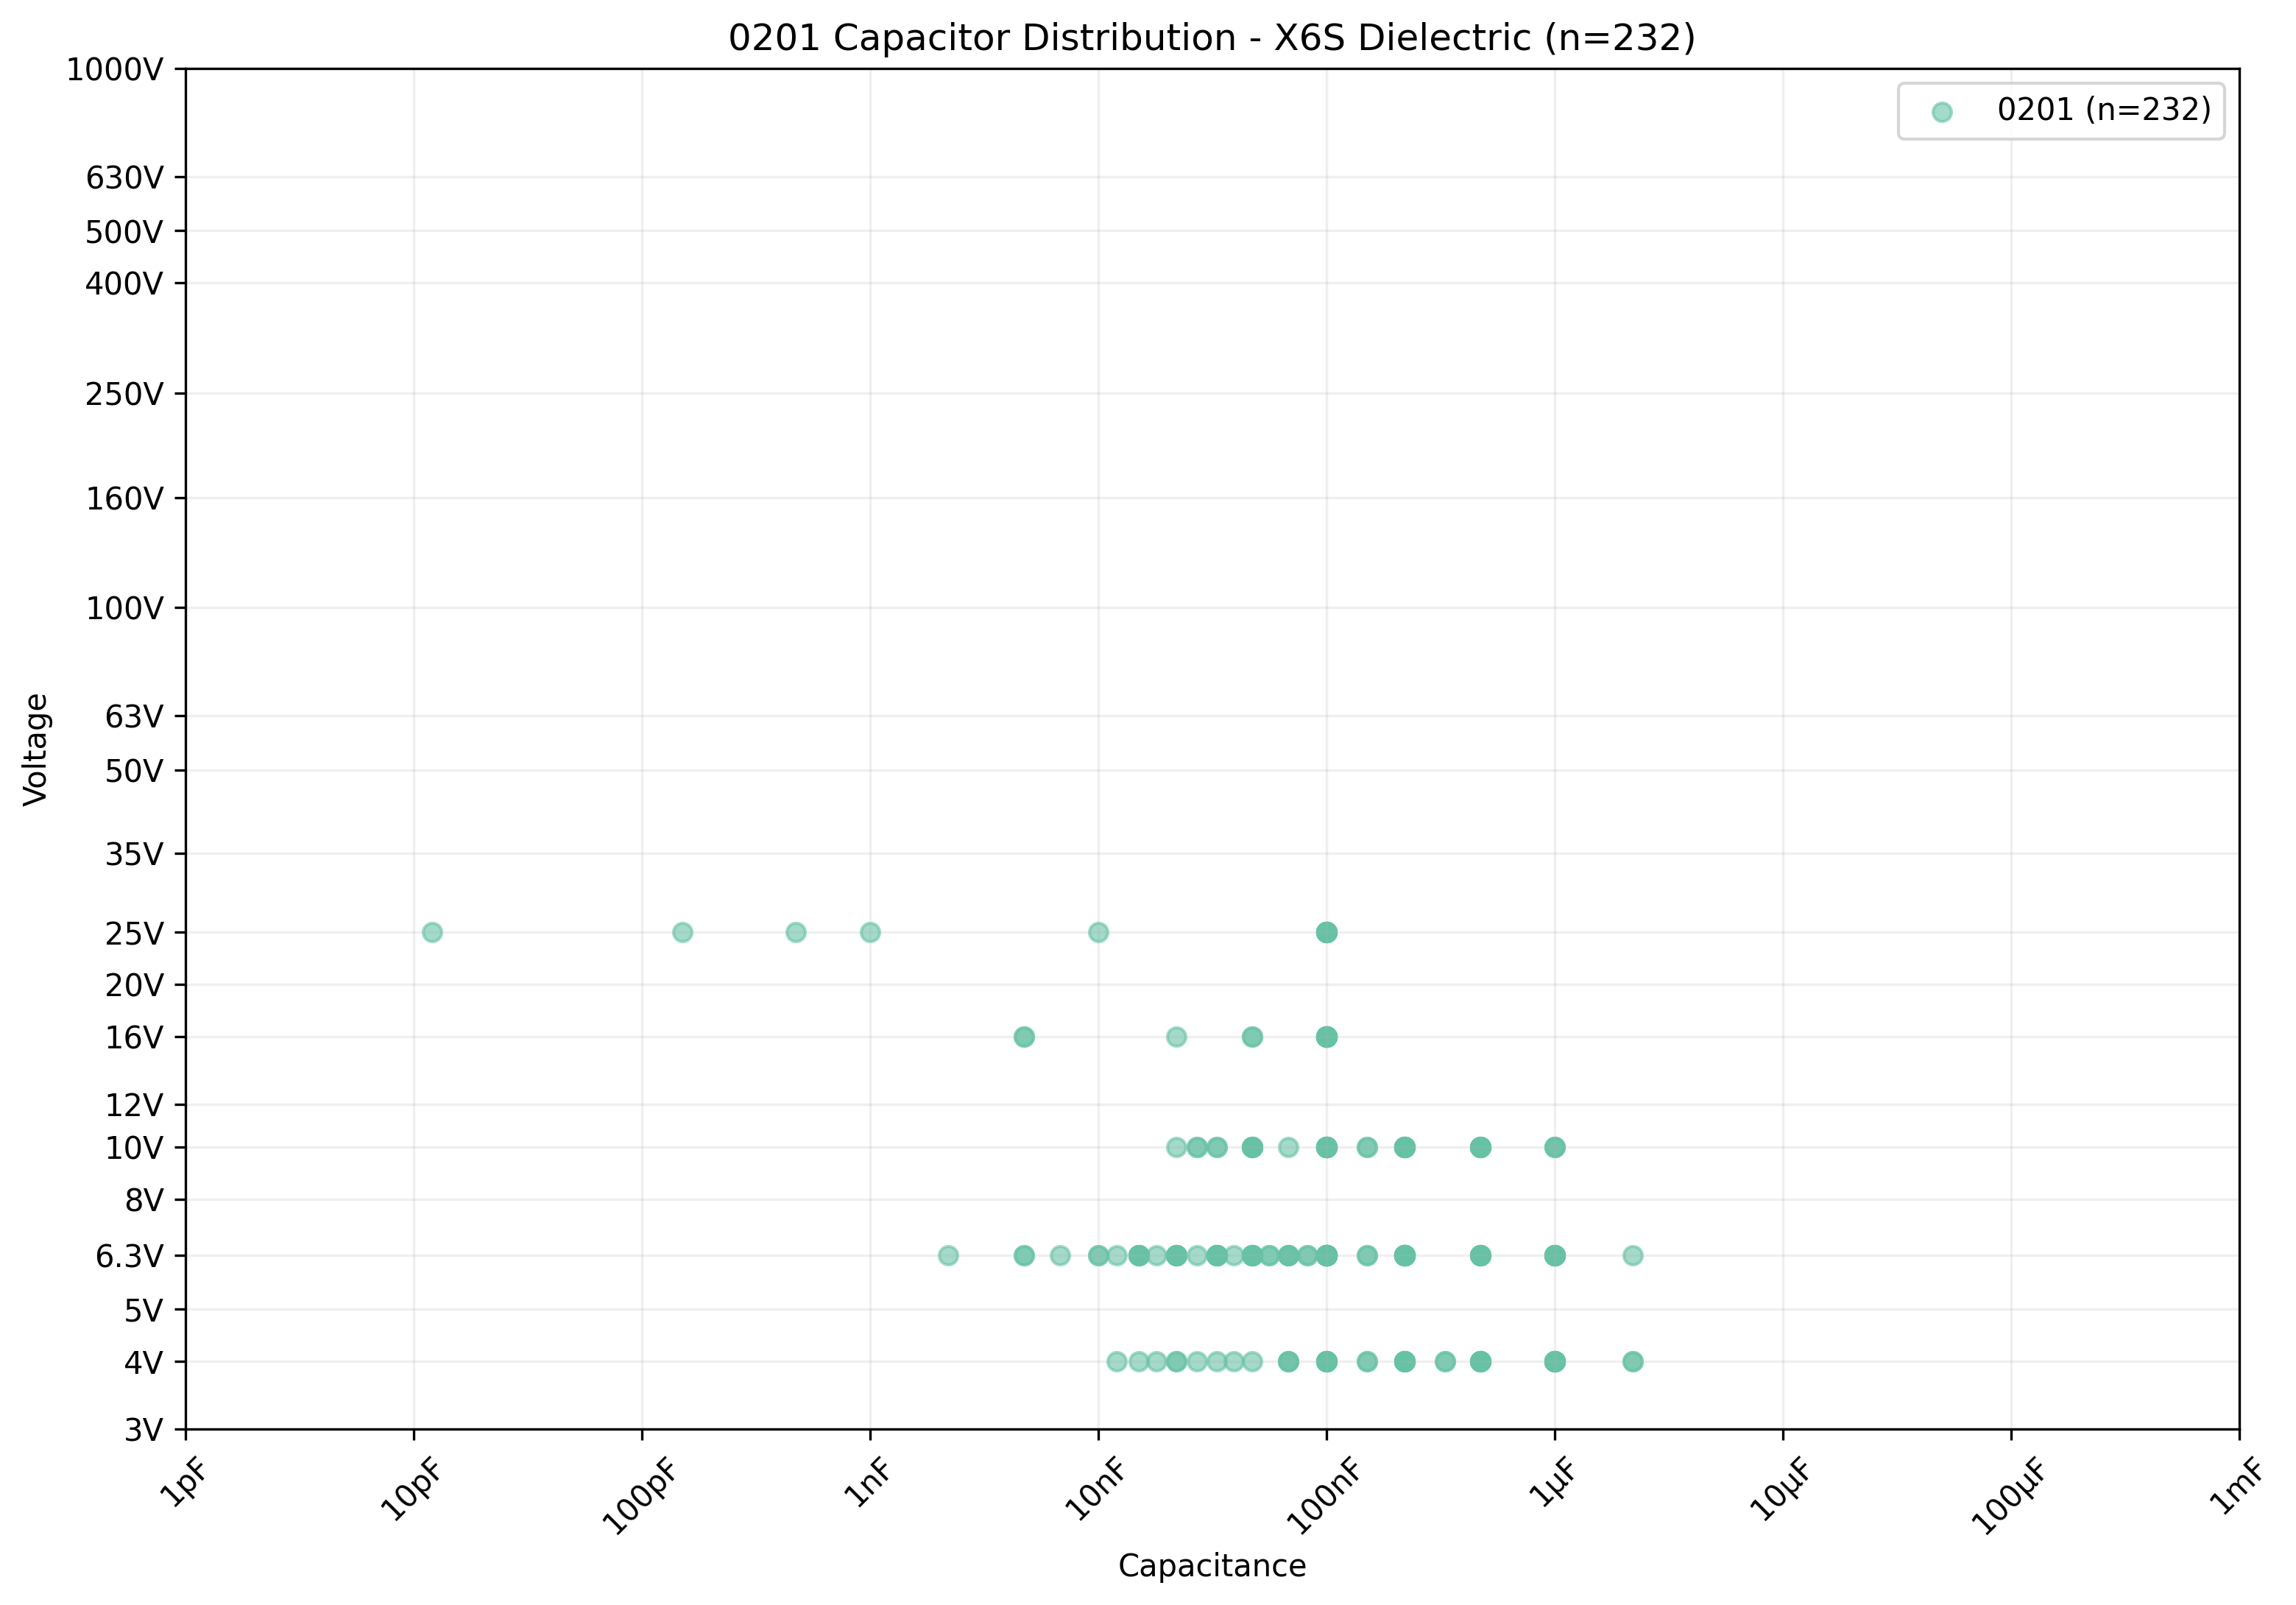 0201 Capacitor Distribution - X6S Dielectric (n=232)
0201 (n=232)
Voltage
1000V
630V
500V
400V
250V
160V
100V
63V
50V
35V
25V
20V
16V
12V
10V
8V
6.3V
5V
4V
3V
1pF
10pF
100pF
1nF
10nF
100nF
1μF
10μF
100μF
1mF
Capacitance